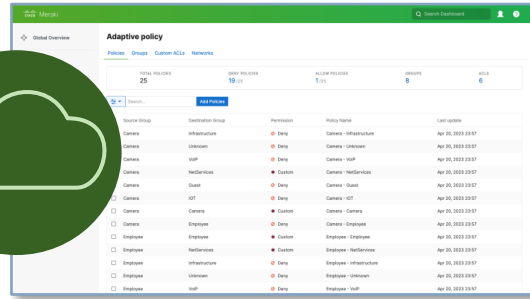 CISCO Meraki
Search Dashboard
Global Overview
Adaptive policy
Policies Groups Custom ACLs Networks
TOTAL POLICIES DENY POLICIES ALLOW POLICIES GROUPS ACLS
25 19/25 1/25 8 6
Search... Add Policies
Source Group Destination Group Permission Policy Name Last update
Camera Infrastructure Deny Camera - Infrastructure Apr 20, 2023 23:57
Camera Unknown Deny Camera - Unknown Apr 20, 2023 23:57
Camera VoIP Deny Camera - VoIP Apr 20, 2023 23:57
Camera NetServices Custom Camera - NetServices Apr 20, 2023 23:57
Camera Guest Deny Camera - Guest Apr 20, 2023 23:57
Camera IOT Deny Camera - IOT Apr 20, 2023 23:57
Camera Camera Custom Camera - Camera Apr 20, 2023 23:57
Camera Employee Deny Camera - Employee Apr 20, 2023 23:57
Employee Employee Custom Employee - Employee Apr 20, 2023 23:57
Employee NetServices Custom Employee - NetServices Apr 20, 2023 23:57
Employee Infrastructure Deny Employee - Infrastructure Apr 20, 2023 23:57
Employee Unknown Deny Employee - Unknown Apr 20, 2023 23:57
Employee VoIP Deny Employee - VoIP Apr 20, 2023 23:57